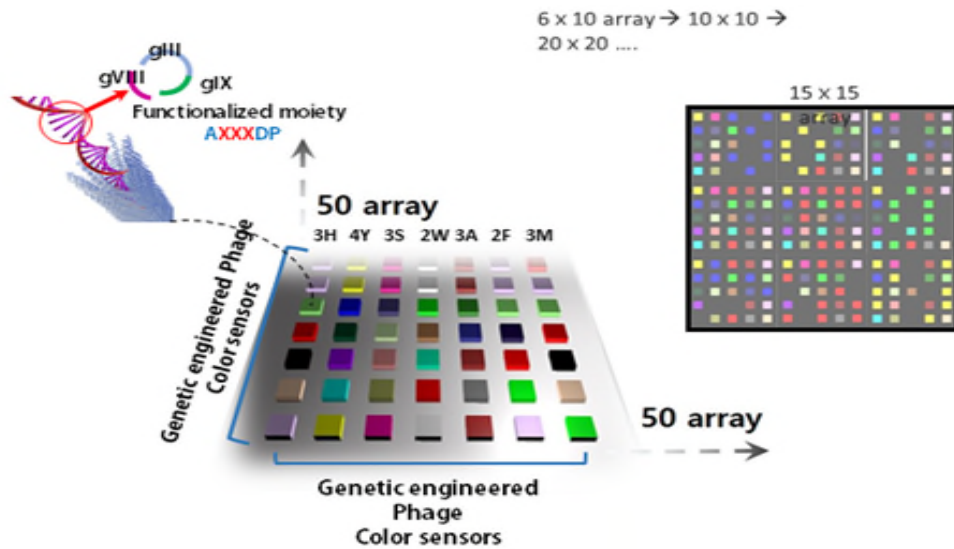 6 x 10 array → 10 x 10 →
20 x 20 ....
gIII
gVIII
gIX
Functionalized moiety
AXXXDP
15 x 15
array
50 array
3H 4Y 3S 2W 3A 2F 3M
Genetic engineered Phage
Color sensors
50 array
Genetic engineered
Phage
Color sensors